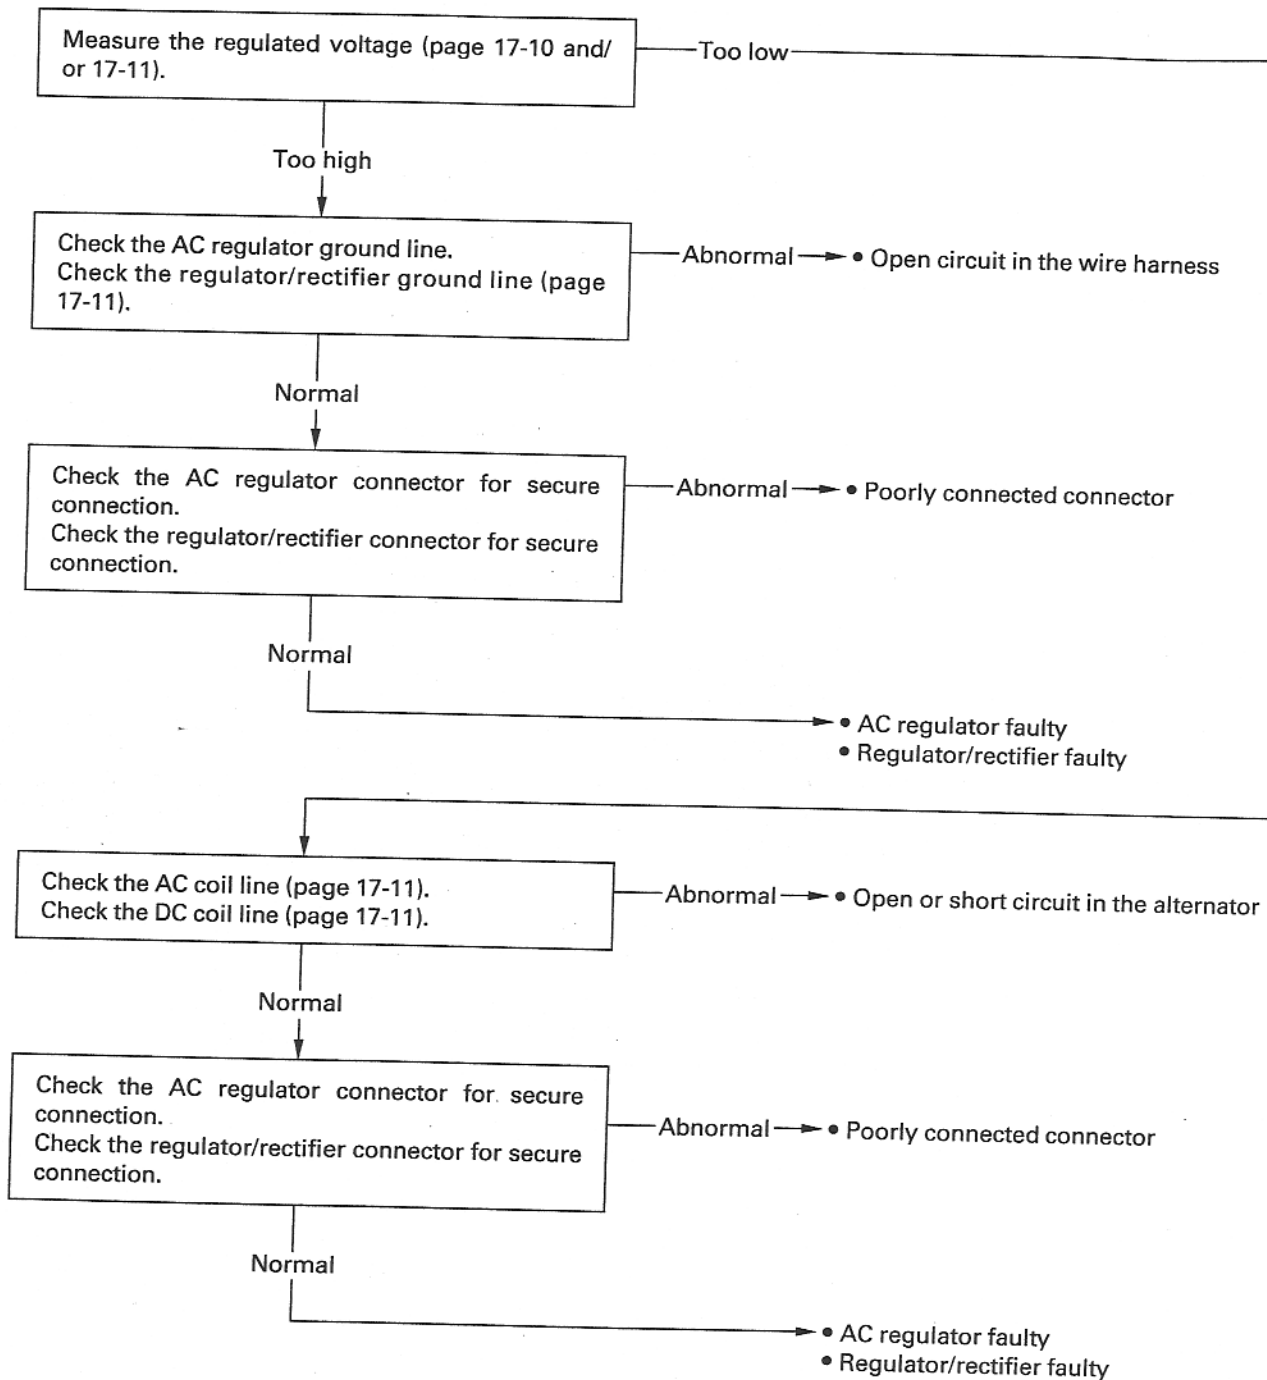 Measure the regulated voltage (page 17-10 and/
or 17-11).
Too low
Too high
Check the AC regulator ground line.
Check the regulator/rectifier ground line (page
17-11).
Abnormal
• Open circuit in the wire harness
Normal
Check the AC regulator connector for secure
connection.
Check the regulator/rectifier connector for secure
connection.
Abnormal
• Poorly connected connector
Normal
• AC regulator faulty
• Regulator/rectifier faulty
Check the AC coil line (page 17-11).
Check the DC coil line (page 17-11).
Abnormal
• Open or short circuit in the alternator
Normal
Check the AC regulator connector for secure
connection.
Check the regulator/rectifier connector for secure
connection.
Abnormal
• Poorly connected connector
Normal
• AC regulator faulty
• Regulator/rectifier faulty